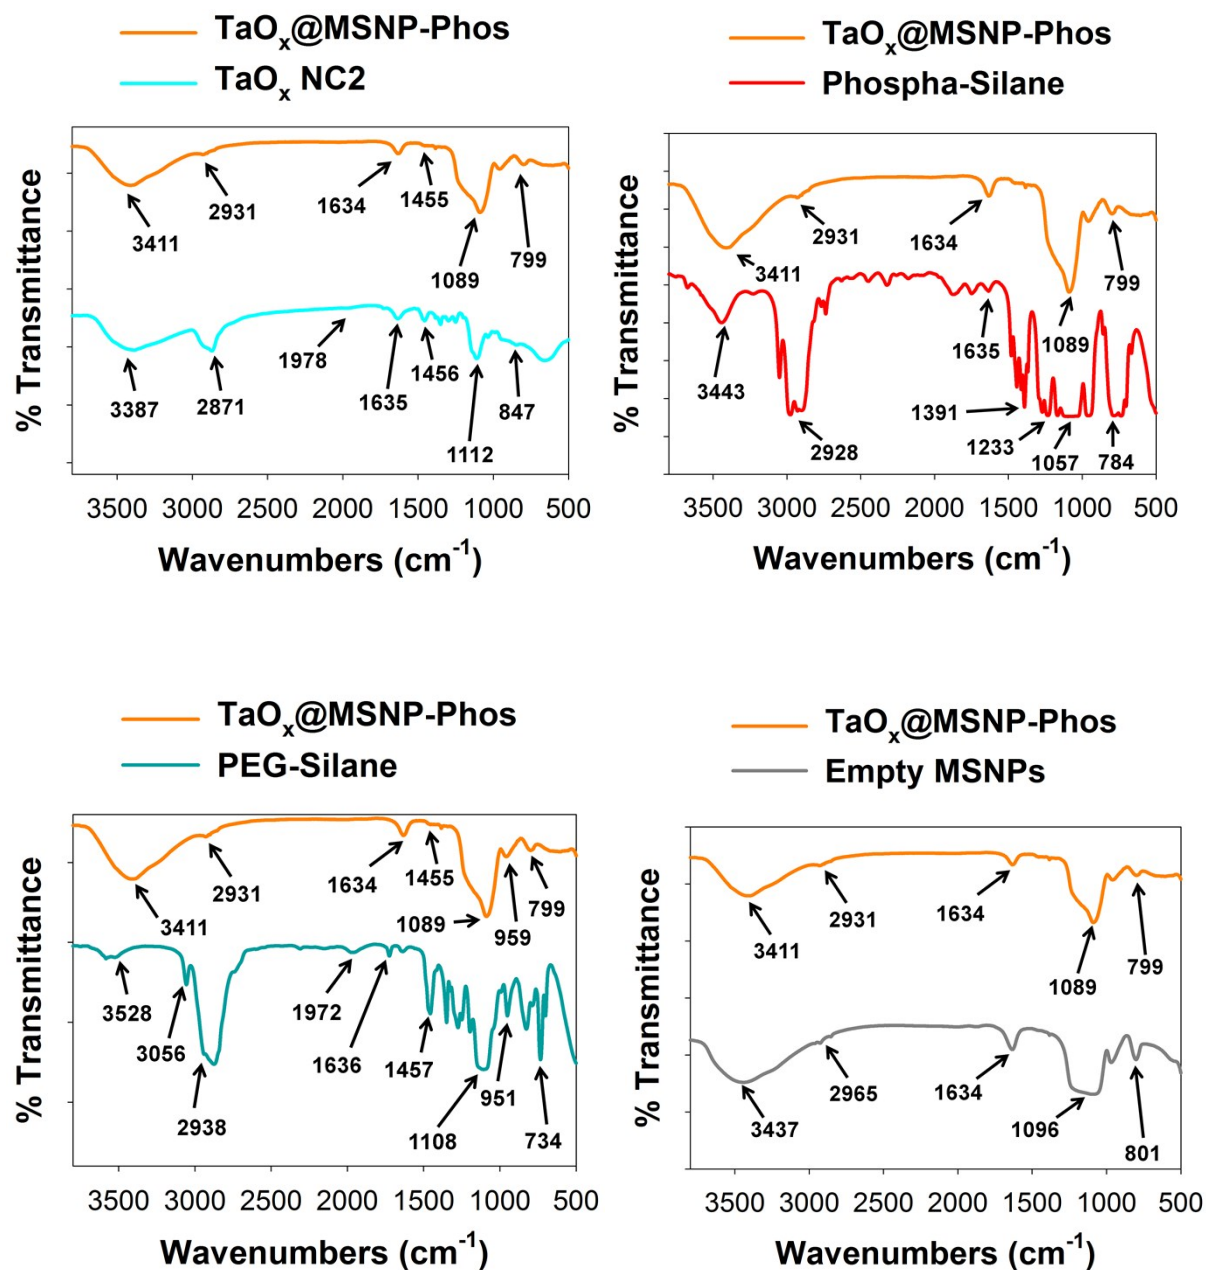 TaOₓ@MSNP-Phos
TaOₓ NC2
% Transmittance
3411
2931
1634
1455
1089
799
3387
2871
1978
1635
1456
1112
847
3500 3000 2500 2000 1500 1000 500
Wavenumbers (cm⁻¹)
TaOₓ@MSNP-Phos
Phospha-Silane
% Transmittance
3411
2931
1634
1089
799
3443
2928
1635
1391
1233
1057
784
3500 3000 2500 2000 1500 1000 500
Wavenumbers (cm⁻¹)
TaOₓ@MSNP-Phos
PEG-Silane
% Transmittance
3411
2931
1634
1455
1089
959
799
3528
3056
2938
1972
1636
1457
1108
951
734
3500 3000 2500 2000 1500 1000 500
Wavenumbers (cm⁻¹)
TaOₓ@MSNP-Phos
Empty MSNPs
% Transmittance
3411
2931
1634
1089
799
3437
2965
1634
1096
801
3500 3000 2500 2000 1500 1000 500
Wavenumbers (cm⁻¹)